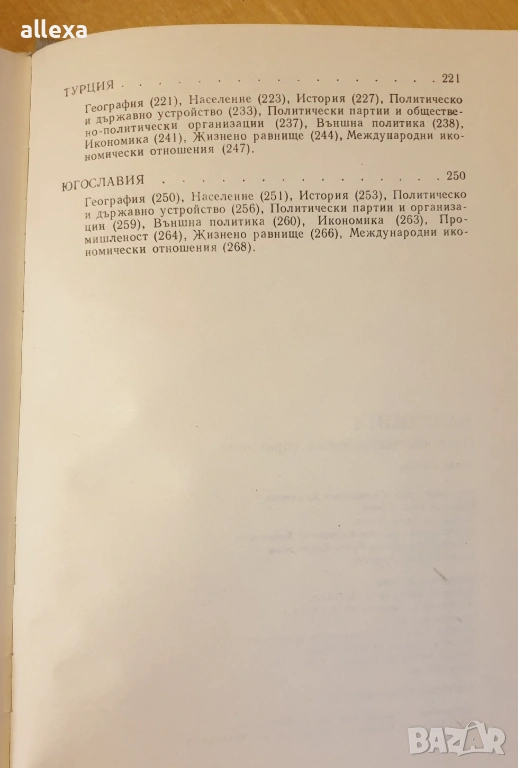 allexa
ТУРЦИЯ . . . . . . . . . . . . . . . . 221
География (221), Население (223), История (227), Политическо
и държавно устройство (233), Политически партии и обществе-
но-политически организации (237), Външна политика (238),
Икономика (241), Жизнено равнище (244), Международни ико-
номически отношения (247).
ЮГОСЛАВИЯ . . . . . . . . . . . . . . 250
География (250), Население (251), История (253), Политическо
и държавно устройство (256), Политически партии и организа-
ции (259), Външна политика (260), Икономика (263), Про-
мишленост (264), Жизнено равнище (266), Международни ико-
номически отношения (268).
BAZAR